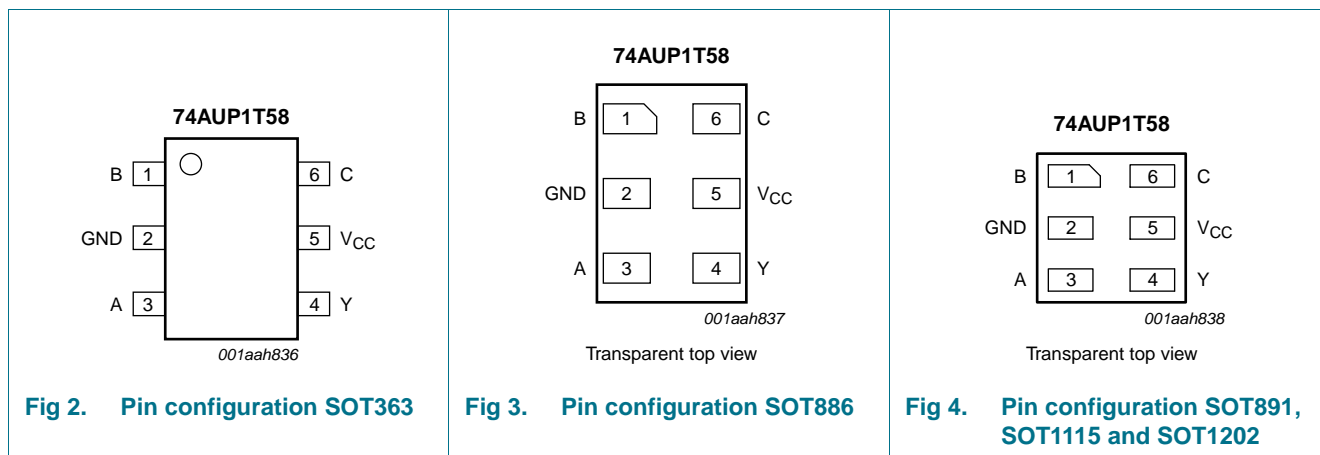 74AUP1T58
B 1 6 C
GND 2 5 VCC
A 3 4 Y
001aah836
Fig 2. Pin configuration SOT363
74AUP1T58
B 1 6 C
GND 2 5 VCC
A 3 4 Y
001aah837
Transparent top view
Fig 3. Pin configuration SOT886
74AUP1T58
B 1 6 C
GND 2 5 VCC
A 3 4 Y
001aah838
Transparent top view
Fig 4. Pin configuration SOT891,
SOT1115 and SOT1202